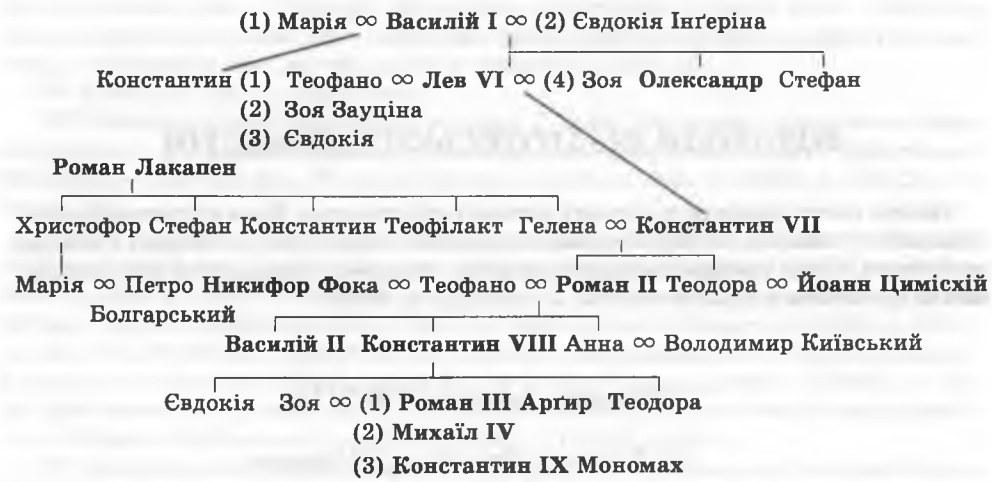 (1) Марія ∞ Василій I ∞ (2) Євдокія Інґеріна
Константин (1) Теофано ∞ Лев VI ∞ (4) Зоя Олександр Стефан
(2) Зоя Зауціна
(3) Євдокія
Роман Лакапен
Христофор Стефан Константин Теофілакт Гелена ∞ Константин VII
Марія ∞ Петро Никифор Фока ∞ Теофано ∞ Роман II Теодора ∞ Йоанн Цимісхій
Болгарський
Василій II Константин VIII Анна ∞ Володимир Київський
Євдокія Зоя ∞ (1) Роман III Арґир Теодора
(2) Михаїл IV
(3) Константин IX Мономах